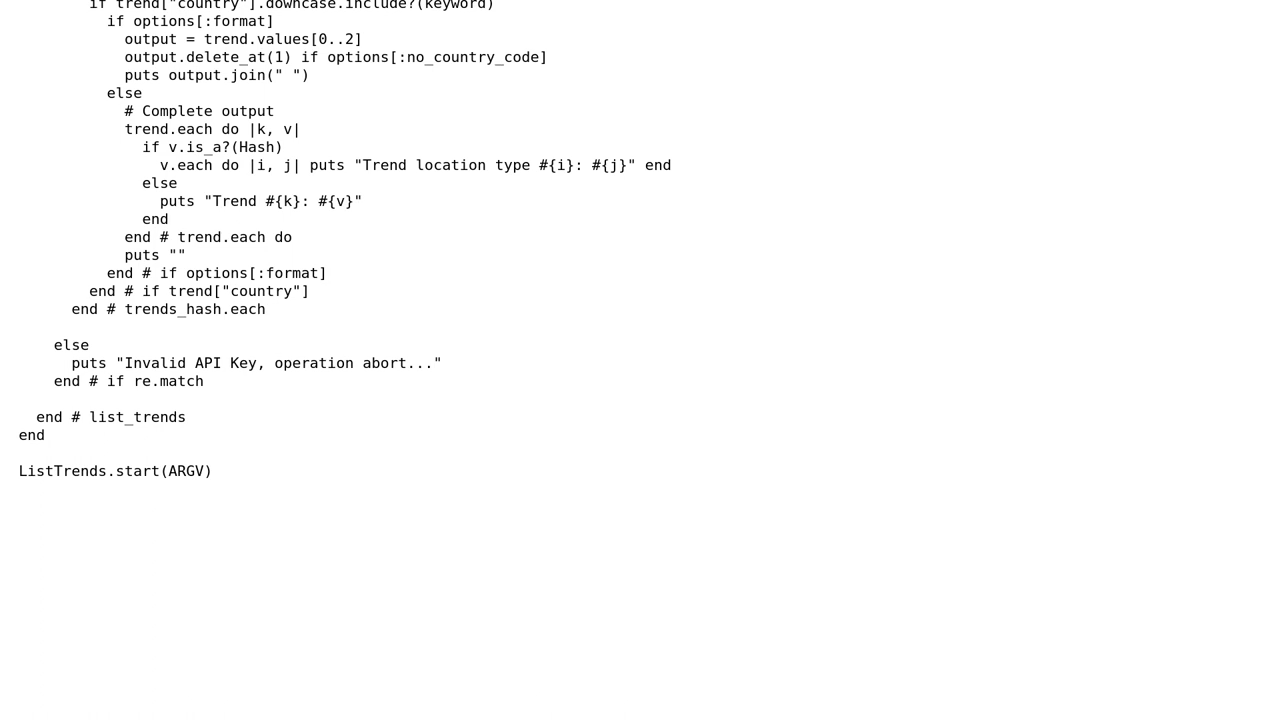 if trend["country"].downcase.include?(keyword)
if options[:format]
output = trend.values[0..2]
output.delete_at(1) if options[:no_country_code]
puts output.join(" ")
else
# Complete output
trend.each do |k, v|
if v.is_a?(Hash)
v.each do |i, j| puts "Trend location type #{i}: #{j}" end
else
puts "Trend #{k}: #{v}"
end
end # trend.each do
puts ""
end # if options[:format]
end # if trend["country"]
end # trends_hash.each
else
puts "Invalid API Key, operation abort..."
end # if re.match
end # list_trends
end
ListTrends.start(ARGV)